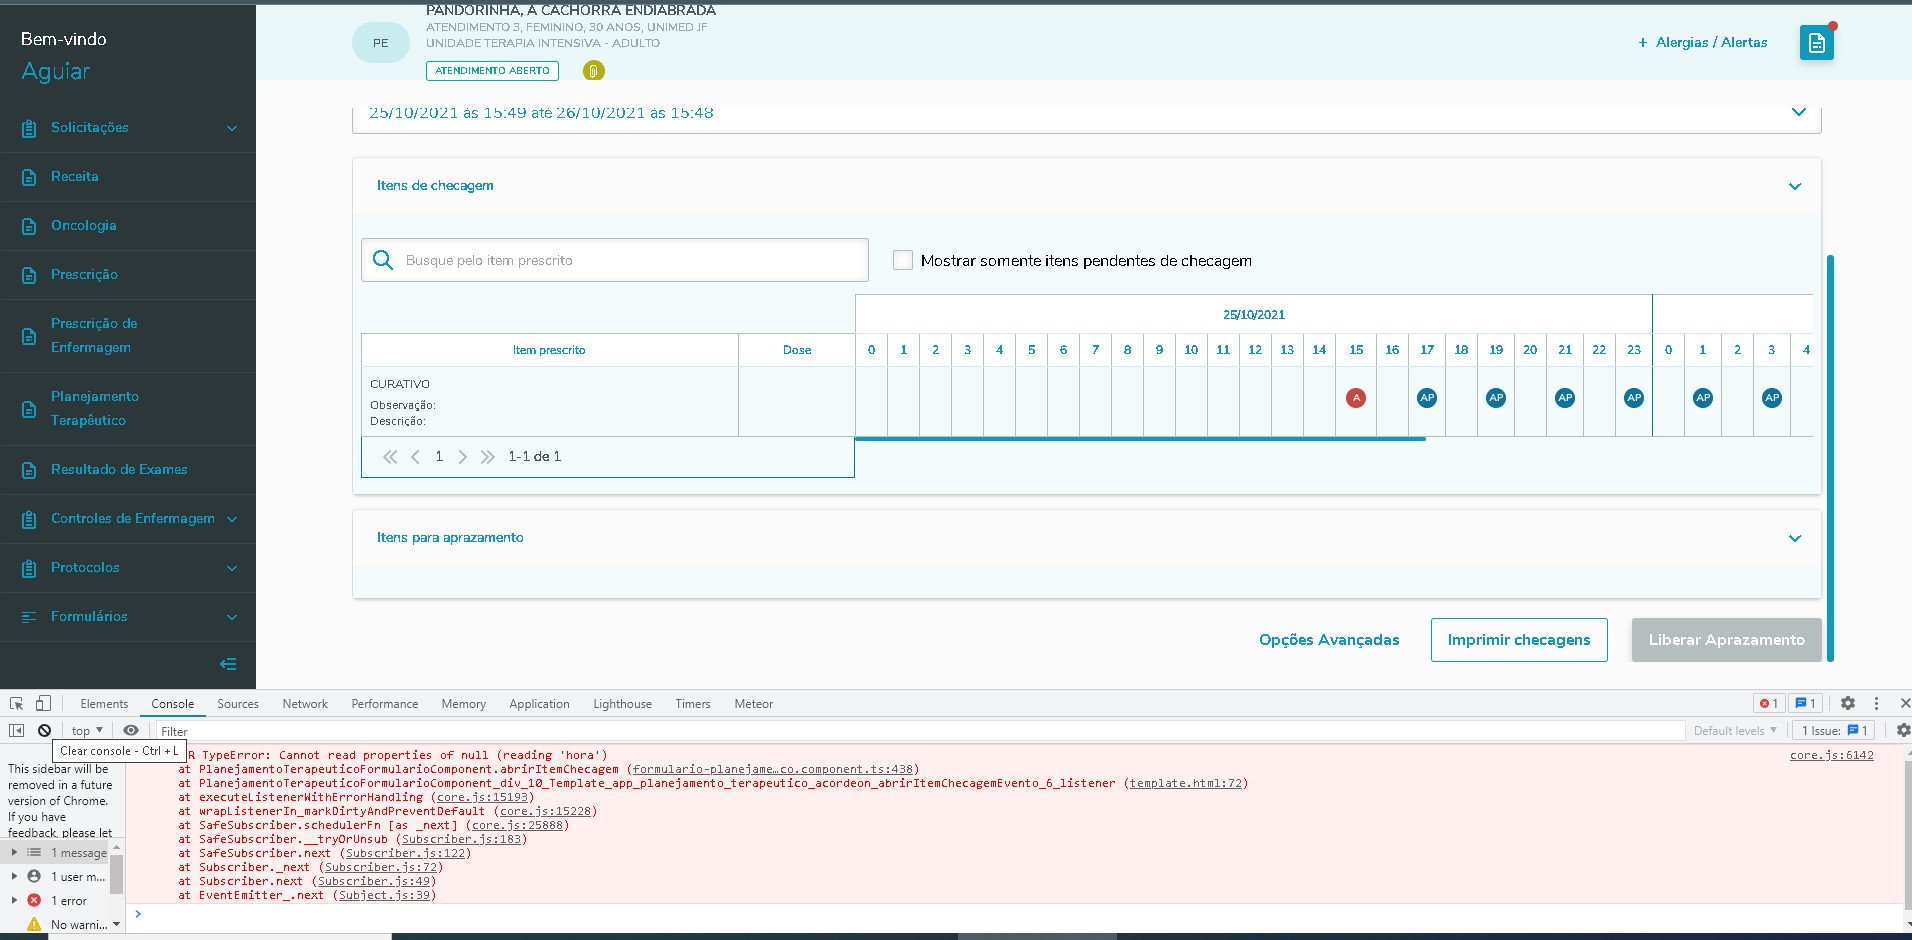 Bem-vindo
Aguiar
Solicitações
Receita
Oncologia
Prescrição
Prescrição de
Enfermagem
Planejamento
Terapêutico
Resultado de Exames
Controles de Enfermagem
Protocolos
Formulários
PE
PANDORINHA, A CACHORRA ENDIABRADA
ATENDIMENTO 3, FEMININO, 30 ANOS, UNIMED JF
UNIDADE TERAPIA INTENSIVA - ADULTO
ATENDIMENTO ABERTO
+ Alergias / Alertas
25/10/2021 às 15:49 até 26/10/2021 às 15:48
Itens de checagem
Busque pelo item prescrito
Mostrar somente itens pendentes de checagem
25/10/2021
Item prescrito Dose 0 1 2 3 4 5 6 7 8 9 10 11 12 13 14 15 16 17 18 19 20 21 22 23 0 1 2 3 4
CURATIVO
Observação:
Descrição:
A AP AP AP AP AP AP
1 1-1 de 1
Itens para aprazamento
Opções Avançadas Imprimir checagens Liberar Aprazamento
Elements Console Sources Network Performance Memory Application Lighthouse Timers Meteor 1 1
top Filter Default levels 1 Issue: 1
Clear console - Ctrl + L
This sidebar will be
removed in a future
version of Chrome.
If you have
feedback, please let
1 message
1 user m...
1 error
No warni...
R TypeError: Cannot read properties of null (reading 'hora') core.js:6142
at PlanejamentoTerapeuticoFormularioComponent.abrirItemChecagem (formulario-planejame…co.component.ts:438)
at PlanejamentoTerapeuticoFormularioComponent_div_10_Template_app_planejamento_terapeutico_acordeon_abrirItemChecagemEvento_6_listener (template.html:72)
at executeListenerWithErrorHandling (core.js:15193)
at wrapListenerIn_markDirtyAndPreventDefault (core.js:15228)
at SafeSubscriber.schedulerFn [as _next] (core.js:25888)
at SafeSubscriber.__tryOrUnsub (Subscriber.js:183)
at SafeSubscriber.next (Subscriber.js:122)
at Subscriber._next (Subscriber.js:72)
at Subscriber.next (Subscriber.js:49)
at EventEmitter_.next (Subject.js:39)